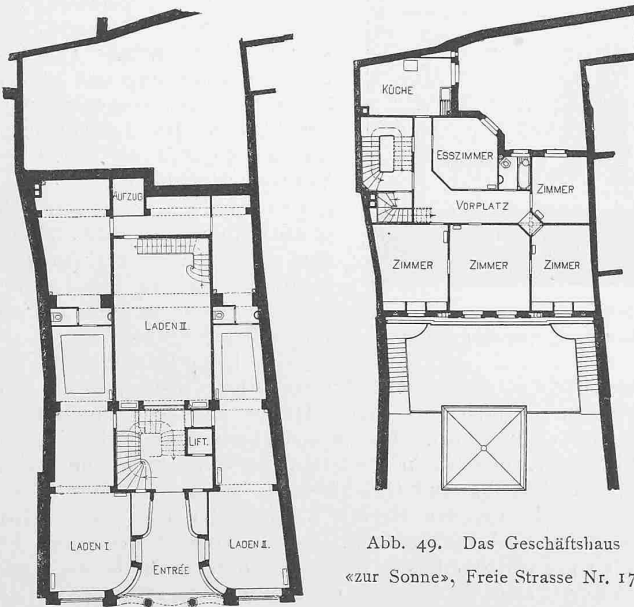 AUFZUG
LADEN II
LIFT.
LADEN I
LADEN II.
ENTRÉE
KÜCHE
ESSZIMMER
ZIMMER
VORPLATZ
ZIMMER
ZIMMER
ZIMMER
Abb. 49. Das Geschäftshaus
«zur Sonne», Freie Strasse Nr. 17